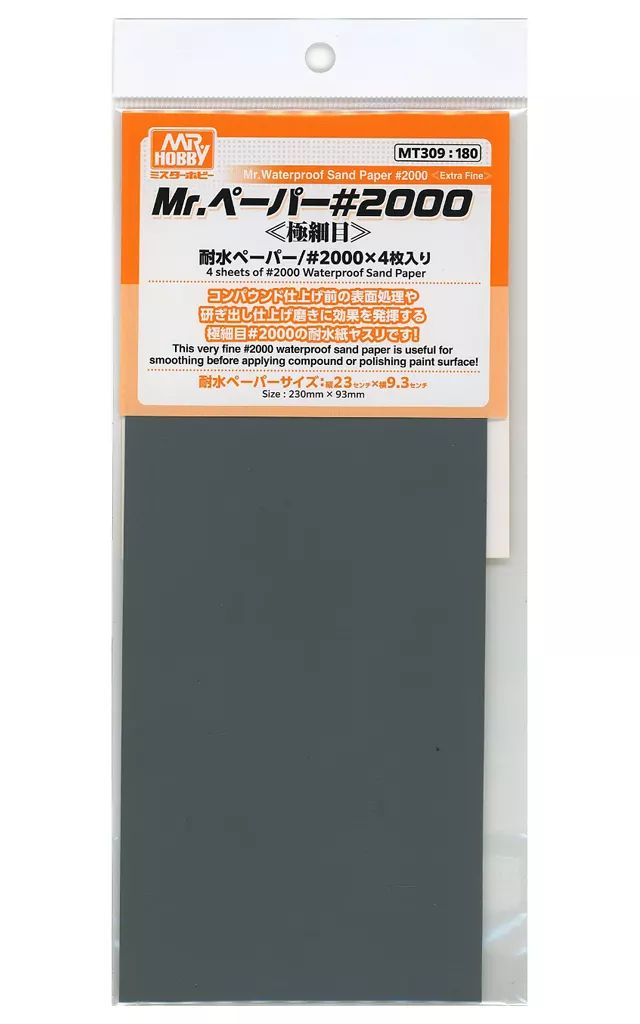 MR
HOBBY
ミスターホビー
MT309:180
Mr.Waterproof Sand Paper #2000 <Extra Fine>
Mr.ペーパー#2000
≪極細目≫
耐水ペーパー/#2000×4枚入り
4 sheets of #2000 Waterproof Sand Paper
コンパウンド仕上げ前の表面処理や
研ぎ出し仕上げ磨きに効果を発揮する
極細目#2000の耐水紙ヤスリです!
This very fine #2000 waterproof sand paper is useful for
smoothing before applying compound or polishing paint surface!
耐水ペーパーサイズ:縦23センチ×横9.3センチ
Size : 230mm × 93mm